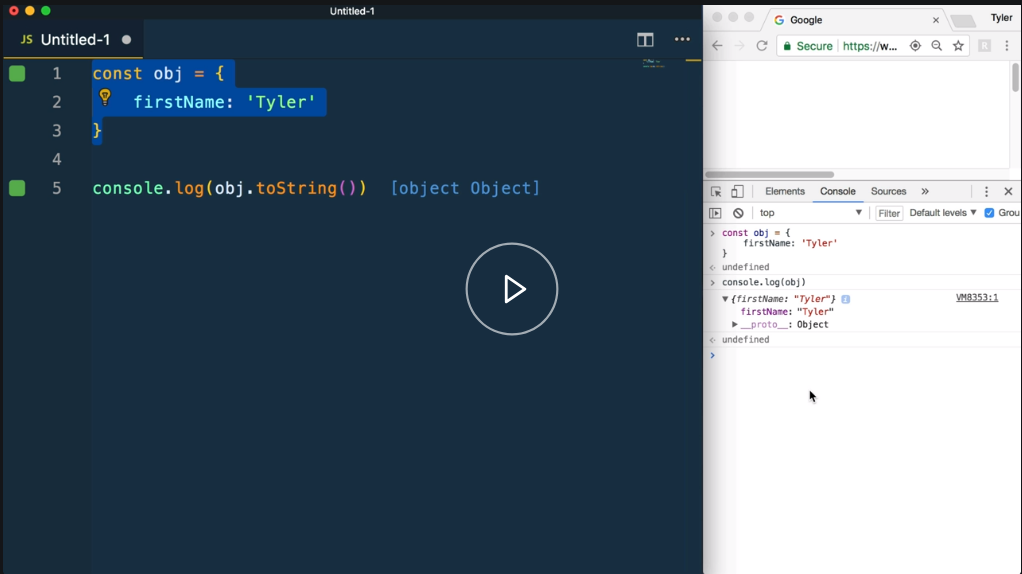 Untitled-1
JS Untitled-1
1 const obj = {
2 firstName: 'Tyler'
3 }
4
5 console.log(obj.toString()) [object Object]
Google
Tyler
Secure https://w...
R
Elements Console Sources »
top Filter Default levels Grou
> const obj = {
firstName: 'Tyler'
}
undefined
> console.log(obj)
{firstName: "Tyler"} i VM8353:1
firstName: "Tyler"
__proto__: Object
undefined
>